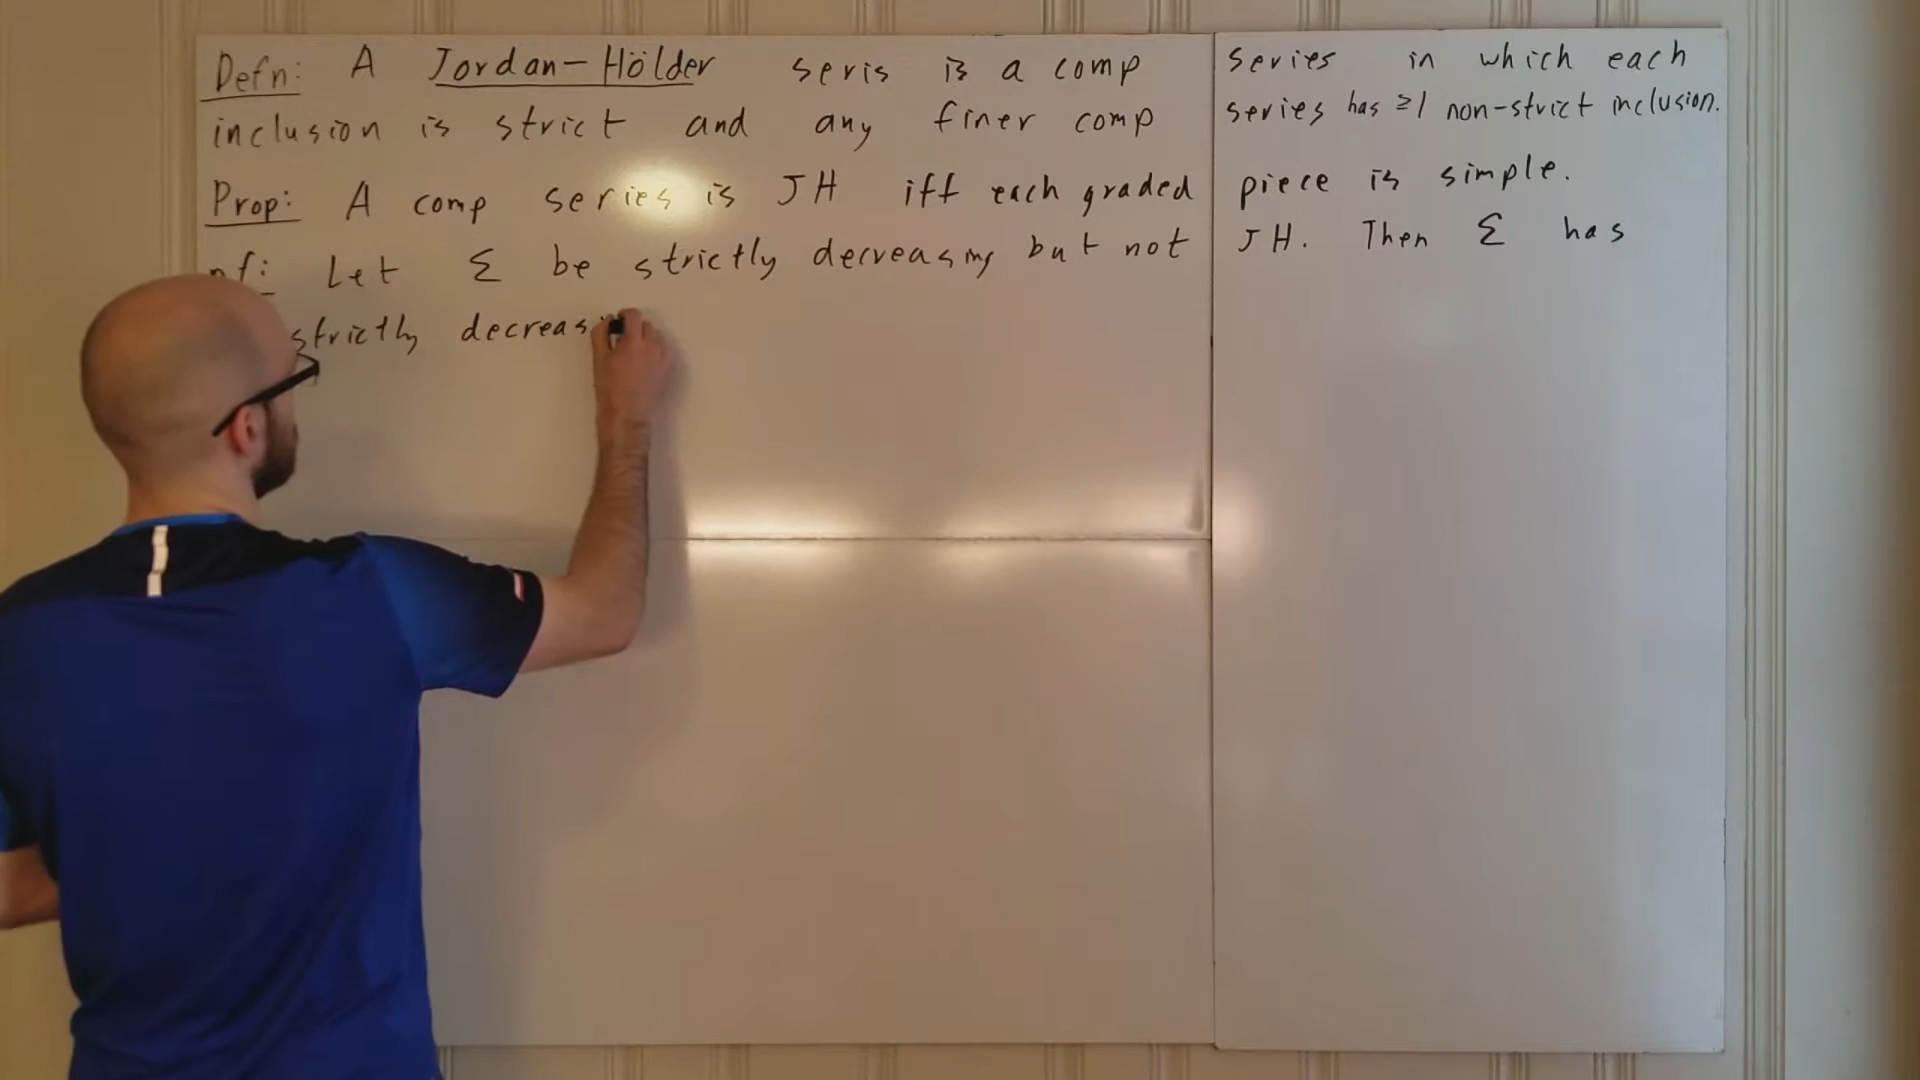 Defn: A Jordan-Hölder seris is a comp series in which each
inclusion is strict and any finer comp series has ≥1 non-strict inclusion.
Prop: A comp series is JH iff each graded piece is simple.
pf: Let Σ be strictly decreasing but not JH. Then Σ has
strictly decreasi